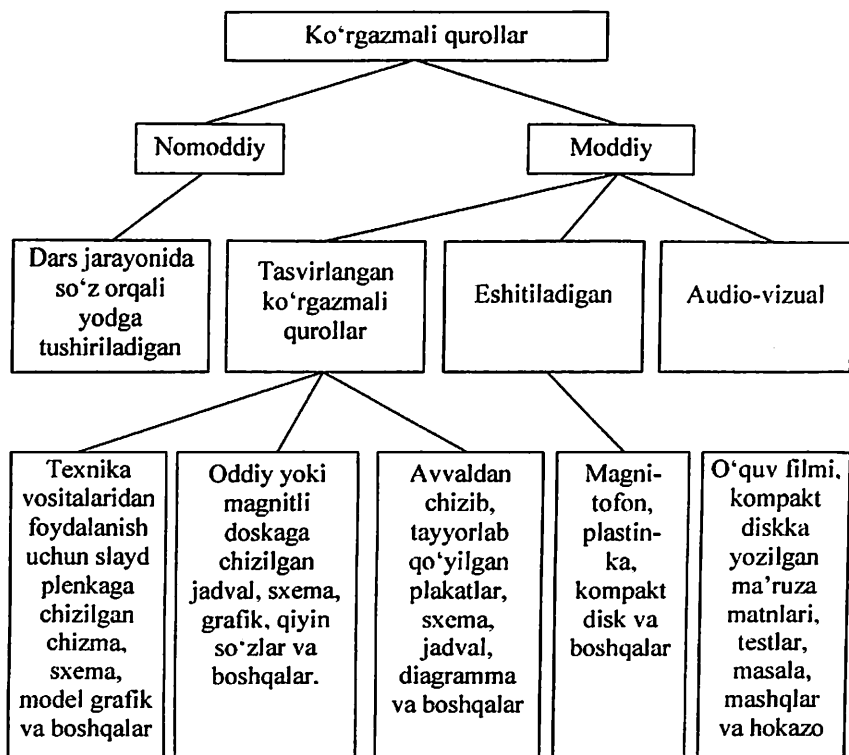 Ko‘rgazmali qurollar
Nomoddiy
Moddiy
Dars jarayonida
so‘z orqali
yodga
tushiriladigan
Tasvirlangan
ko‘rgazmali
qurollar
Eshitiladigan
Audio-vizual
Texnika
vositalaridan
foydalanish
uchun slayd
plenkaga
chizilgan
chizma,
sxema,
model grafik
va boshqalar
Oddiy yoki
magnitli
doskaga
chizilgan
jadval, sxema,
grafik, qiyin
so‘zlar va
boshqalar.
Avvaldan
chizib,
tayyorlab
qo‘yilgan
plakatlar,
sxema,
jadval,
diagramma
va boshqalar
Magni-
tofon,
plastin-
ka,
kompakt
disk va
boshqalar
O‘quv filmi,
kompakt
diskka
yozilgan
ma’ruza
matnlari,
testlar,
masala,
mashqlar
va hokazo